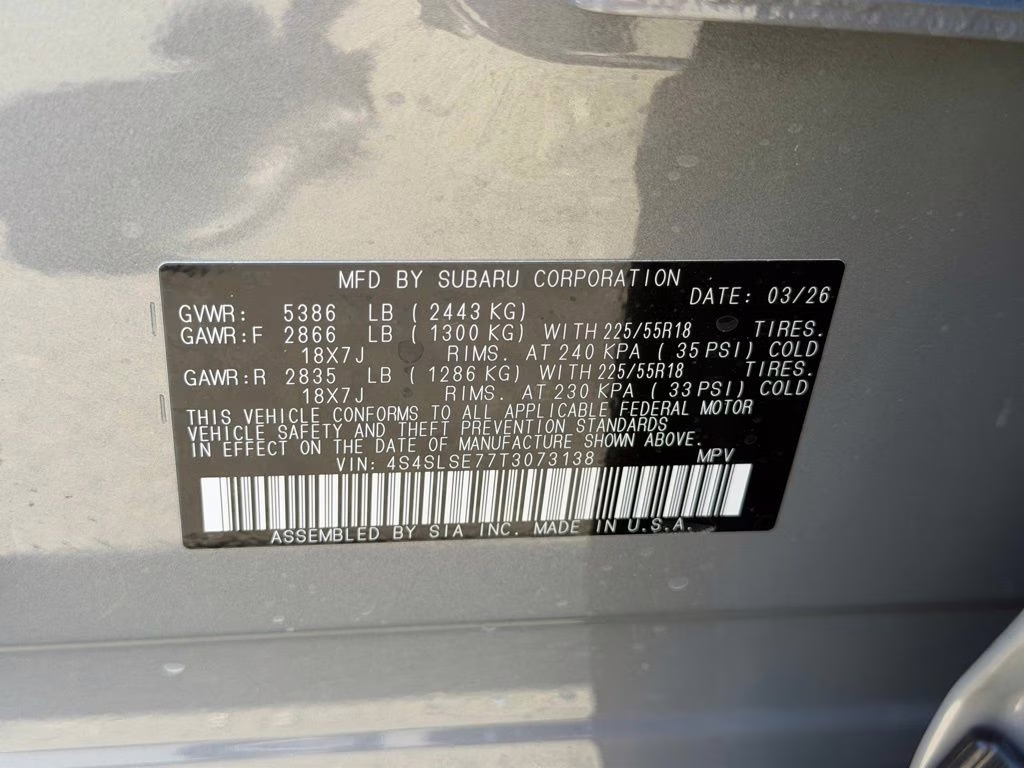 MFD BY SUBARU CORPORATION
DATE: 03/26
GVWR: 5386 LB ( 2443 KG)
GAWR:F 2866 LB ( 1300 KG) WITH 225/55R18 TIRES.
18X7J RIMS. AT 240 KPA ( 35 PSI) COLD
GAWR:R 2835 LB ( 1286 KG) WITH 225/55R18 TIRES.
18X7J RIMS. AT 230 KPA ( 33 PSI) COLD
THIS VEHICLE CONFORMS TO ALL APPLICABLE FEDERAL MOTOR
VEHICLE SAFETY AND THEFT PREVENTION STANDARDS
IN EFFECT ON THE DATE OF MANUFACTURE SHOWN ABOVE.
VIN: 4S4SLSE77T3073138 MPV
ASSEMBLED BY SIA INC. MADE IN U.S.A.